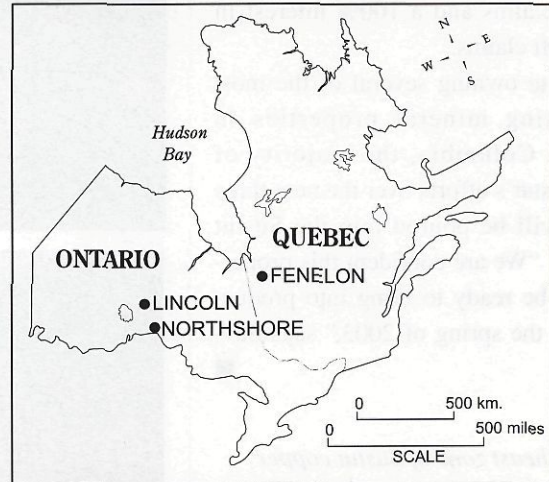 N
W
E
S
Hudson
Bay
ONTARIO
QUEBEC
FENELON
LINCOLN
NORTHSHORE
0 500 km.
0 500 miles
SCALE